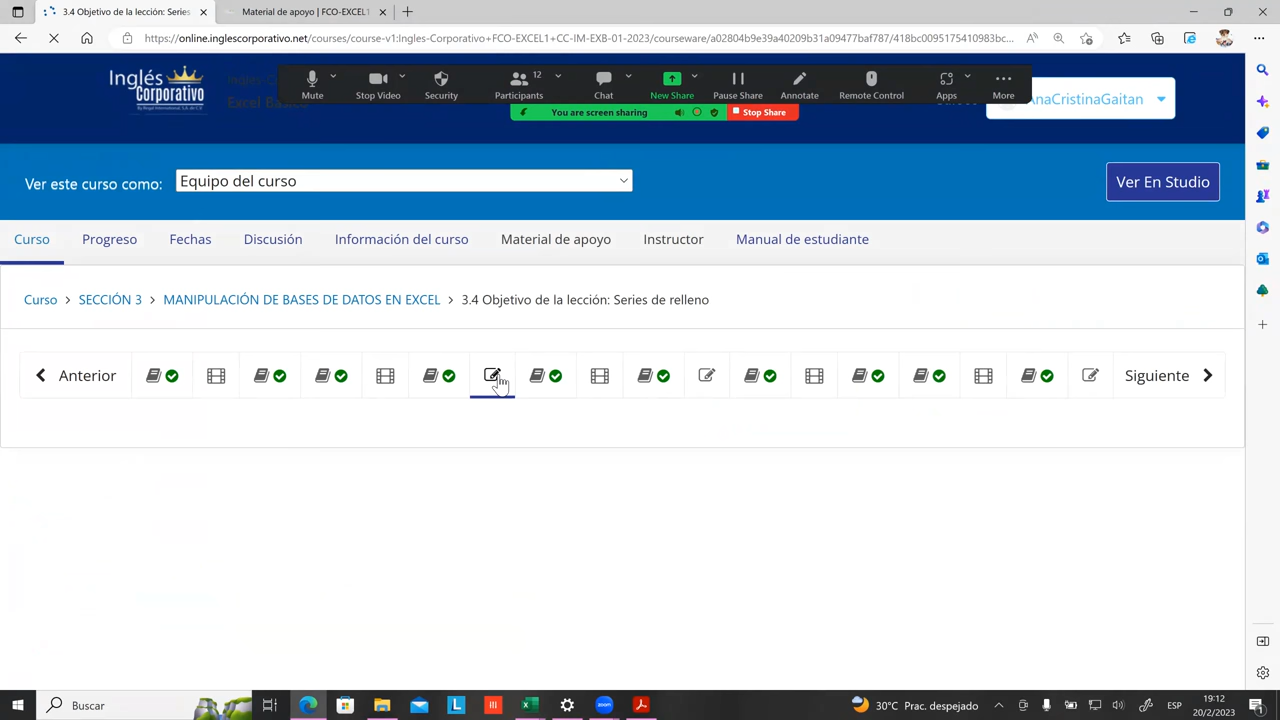 3.4 Objetivo de la lección: Series
Material de apoyo | FCO-EXCEL1
https://online.inglescorporativo.net/courses/course-v1:Ingles-Corporativo+FCO-EXCEL1+CC-IM-EXB-01-2023/courseware/a02804b9e39a40209b31a09477baf787/418bc0095175410983bc...
Inglés
Corporativo
Mute
Stop Video
Security
Participants
12
Chat
New Share
Pause Share
Annotate
Remote Control
Apps
More
You are screen sharing
Stop Share
AnaCristinaGaitan
Ver este curso como:
Equipo del curso
Ver En Studio
Curso
Progreso
Fechas
Discusión
Información del curso
Material de apoyo
Instructor
Manual de estudiante
Curso > SECCIÓN 3 > MANIPULACIÓN DE BASES DE DATOS EN EXCEL > 3.4 Objetivo de la lección: Series de relleno
Anterior
Siguiente
Buscar
30°C Prac. despejado
ESP
19:12
20/2/2023